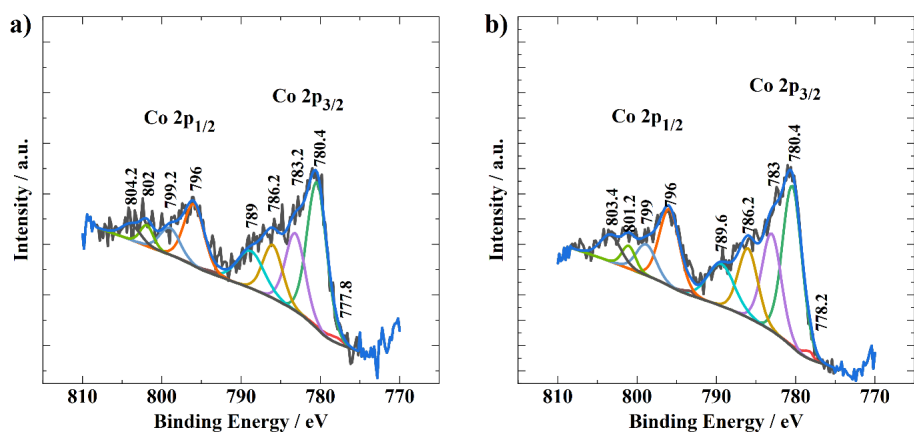 a)
Co 2p1/2
Co 2p3/2
804.2
802
799.2
796
789
786.2
783.2
780.4
777.8
Intensity / a.u.
810
800
790
780
770
Binding Energy / eV
b)
Co 2p1/2
Co 2p3/2
803.4
801.2
799
796
789.6
786.2
783
780.4
778.2
Intensity / a.u.
810
800
790
780
770
Binding Energy / eV